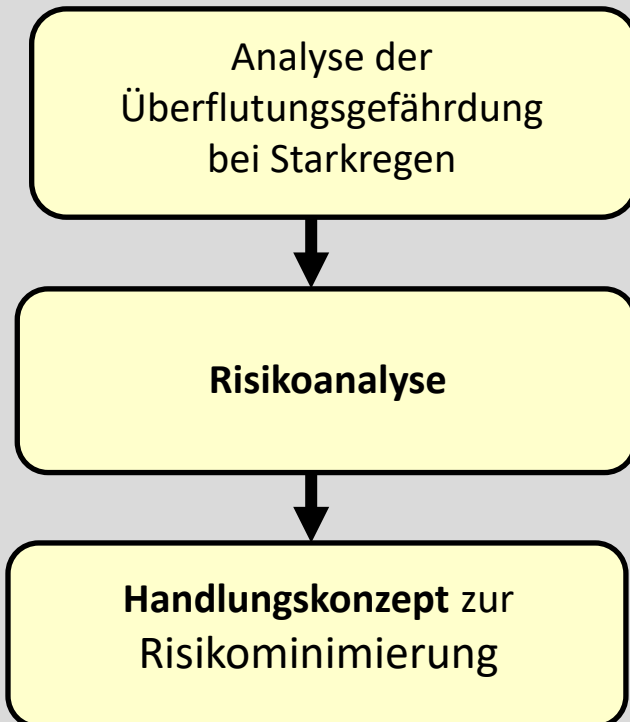 Analyse der
Überflutungsgefährdung
bei Starkregen
Risikoanalyse
Handlungskonzept zur
Risikominimierung